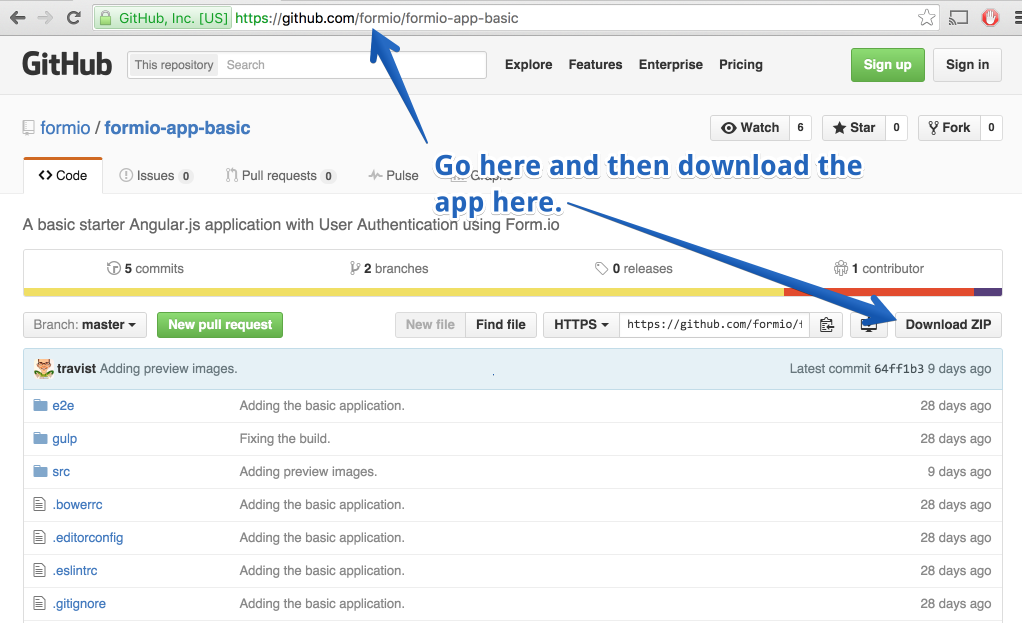 GitHub, Inc. [US] https://github.com/formio/formio-app-basic
GitHub This repository Search Explore Features Enterprise Pricing Sign up Sign in
formio / formio-app-basic Watch 6 Star 0 Fork 0
Go here and then download the
app here.
Code Issues 0 Pull requests 0 Pulse Graphs
A basic starter Angular.js application with User Authentication using Form.io
5 commits 2 branches 0 releases 1 contributor
Branch: master New pull request New file Find file HTTPS https://github.com/formio/f Download ZIP
travist Adding preview images. Latest commit 64ff1b3 9 days ago
e2e Adding the basic application. 28 days ago
gulp Fixing the build. 28 days ago
src Adding preview images. 9 days ago
.bowerrc Adding the basic application. 28 days ago
.editorconfig Adding the basic application. 28 days ago
.eslintrc Adding the basic application. 28 days ago
.gitignore Adding the basic application. 28 days ago